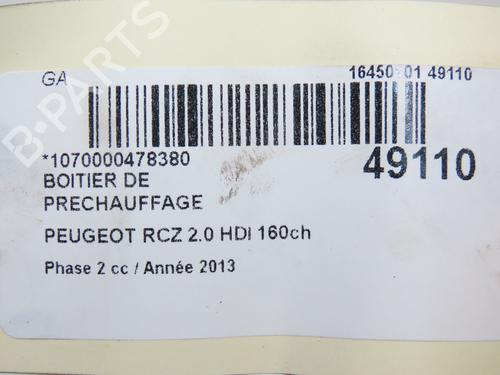 GA
16450 01 49110
*1070000478380
49110
BOITIER DE
PRECHAUFFAGE
PEUGEOT RCZ 2.0 HDI 160ch
Phase 2 cc / Année 2013
B-PARTS